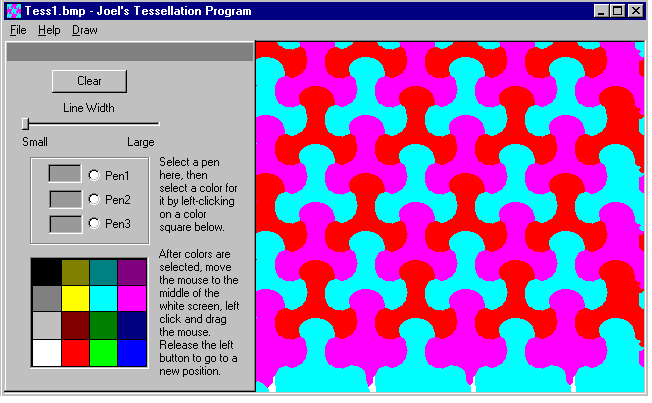 Tess1.bmp - Joel's Tessellation Program
File Help Draw
Clear
Line Width
Small Large
Pen1
Pen2
Pen3
Select a pen
here, then
select a color for
it by left-clicking
on a color
square below.
After colors are
selected, move
the mouse to the
middle of the
white screen, left
click and drag
the mouse.
Release the left
button to go to a
new position.